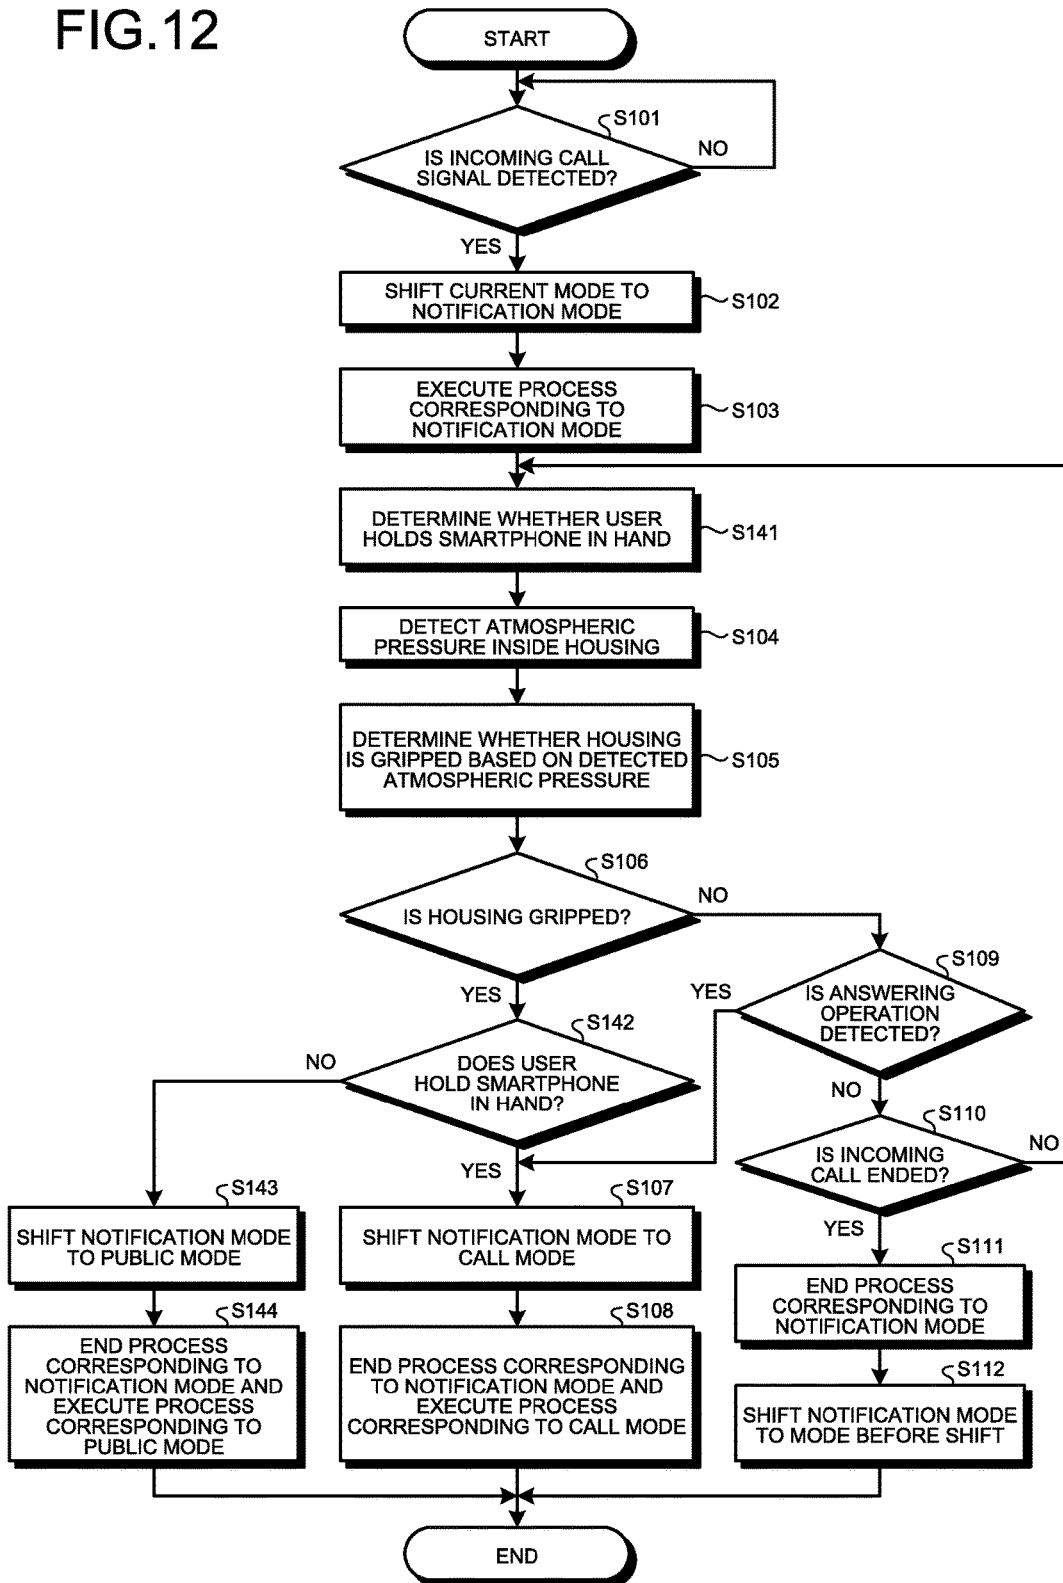 FIG.12
START
S101
IS INCOMING CALL
SIGNAL DETECTED?
NO
YES
SHIFT CURRENT MODE TO
NOTIFICATION MODE
S102
EXECUTE PROCESS
CORRESPONDING TO
NOTIFICATION MODE
S103
DETERMINE WHETHER USER
HOLDS SMARTPHONE IN HAND
S141
DETECT ATMOSPHERIC
PRESSURE INSIDE HOUSING
S104
DETERMINE WHETHER HOUSING
IS GRIPPED BASED ON DETECTED
ATMOSPHERIC PRESSURE
S105
S106
IS HOUSING GRIPPED?
NO
YES
S109
IS ANSWERING
OPERATION
DETECTED?
YES
NO
S142
DOES USER
HOLD SMARTPHONE
IN HAND?
NO
YES
S110
IS INCOMING
CALL ENDED?
NO
YES
S143
SHIFT NOTIFICATION MODE
TO PUBLIC MODE
S144
END PROCESS
CORRESPONDING TO
NOTIFICATION MODE AND
EXECUTE PROCESS
CORRESPONDING TO
PUBLIC MODE
S107
SHIFT NOTIFICATION MODE TO
CALL MODE
S108
END PROCESS CORRESPONDING
TO NOTIFICATION MODE AND
EXECUTE PROCESS
CORRESPONDING TO CALL MODE
S111
END PROCESS
CORRESPONDING TO
NOTIFICATION MODE
S112
SHIFT NOTIFICATION MODE
TO MODE BEFORE SHIFT
END